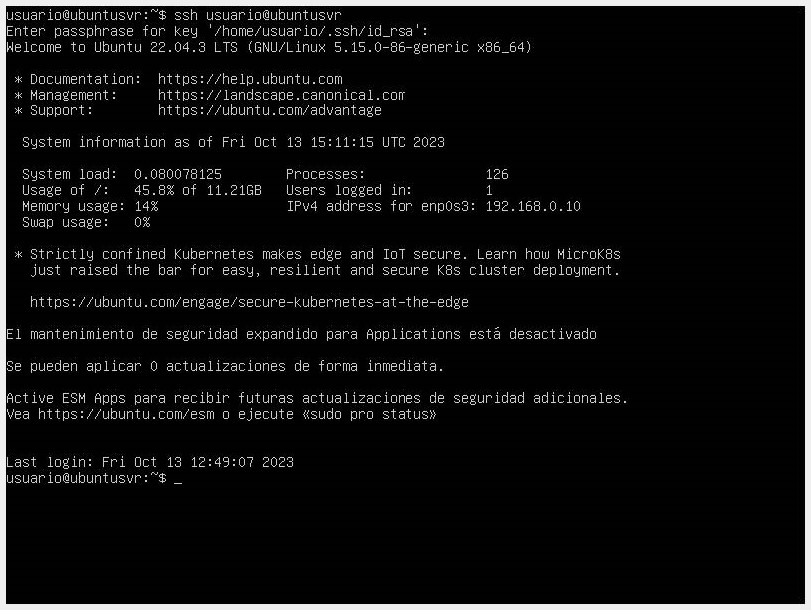 usuario@ubuntusvr:~$ ssh usuario@ubuntusvr
Enter passphrase for key '/home/usuario/.ssh/id_rsa':
Welcome to Ubuntu 22.04.3 LTS (GNU/Linux 5.15.0-86-generic x86_64)
* Documentation:  https://help.ubuntu.com
* Management:     https://landscape.canonical.com
* Support:        https://ubuntu.com/advantage
System information as of Fri Oct 13 15:11:15 UTC 2023
System load:  0.080078125        Processes:               126
Usage of /:   45.8% of 11.21GB   Users logged in:         1
Memory usage: 14%                IPv4 address for enp0s3: 192.168.0.10
Swap usage:   0%
* Strictly confined Kubernetes makes edge and IoT secure. Learn how MicroK8s
just raised the bar for easy, resilient and secure K8s cluster deployment.
https://ubuntu.com/engage/secure-kubernetes-at-the-edge
El mantenimiento de seguridad expandido para Applications está desactivado
Se pueden aplicar 0 actualizaciones de forma inmediata.
Active ESM Apps para recibir futuras actualizaciones de seguridad adicionales.
Vea https://ubuntu.com/esm o ejecute «sudo pro status»
Last login: Fri Oct 13 12:49:07 2023
usuario@ubuntusvr:~$ _